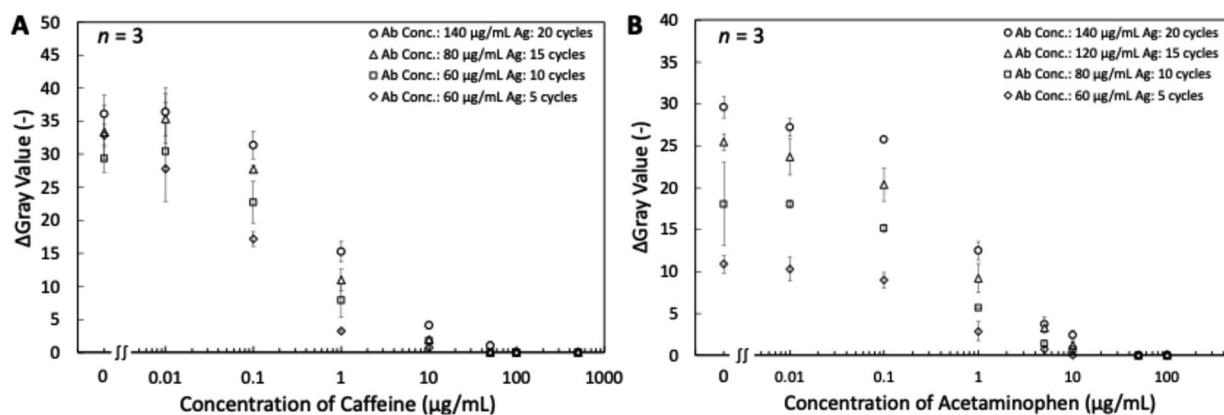 A
n = 3
Ab Conc.: 140 μg/mL Ag: 20 cycles
Ab Conc.: 80 μg/mL Ag: 15 cycles
Ab Conc.: 60 μg/mL Ag: 10 cycles
Ab Conc.: 60 μg/mL Ag: 5 cycles
50
45
40
35
30
25
20
15
10
5
0
ΔGray Value (-)
0 0.01 0.1 1 10 100 1000
Concentration of Caffeine (μg/mL)
B
n = 3
Ab Conc.: 140 μg/mL Ag: 20 cycles
Ab Conc.: 120 μg/mL Ag: 15 cycles
Ab Conc.: 80 μg/mL Ag: 10 cycles
Ab Conc.: 60 μg/mL Ag: 5 cycles
40
35
30
25
20
15
10
5
0
ΔGray Value (-)
0 0.01 0.1 1 10 100
Concentration of Acetaminophen (μg/mL)